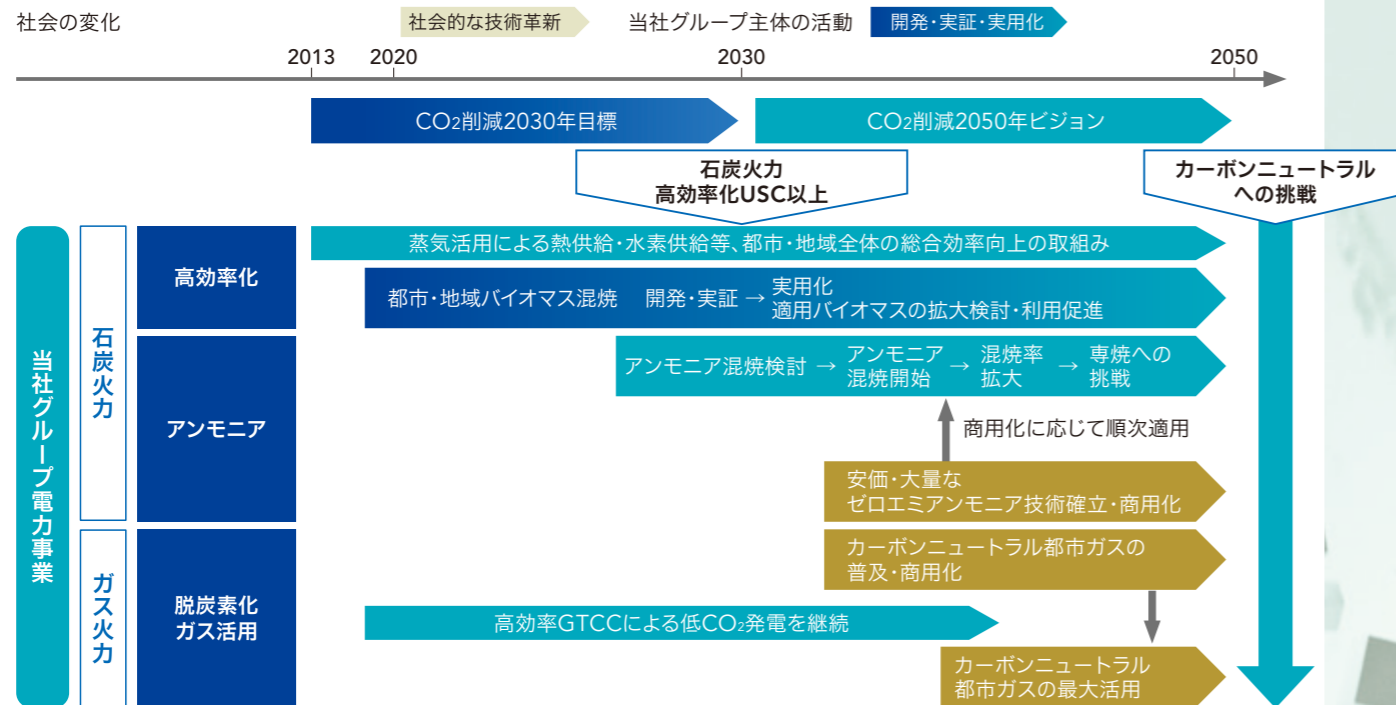 社会の変化
社会的な技術革新
当社グループ主体の活動
開発・実証・実用化
2013
2020
2030
2050
CO2削減2030年目標
CO2削減2050年ビジョン
石炭火力
高効率化USC以上
カーボンニュートラル
への挑戦
当社グループ電力事業
石炭火力
高効率化
蒸気活用による熱供給・水素供給等、都市・地域全体の総合効率向上の取組み
都市・地域バイオマス混焼 開発・実証 → 実用化
適用バイオマスの拡大検討・利用促進
アンモニア
アンモニア混焼検討 → アンモニア
混焼開始 → 混焼率
拡大 → 専焼への
挑戦
商用化に応じて順次適用
安価・大量な
ゼロエミアンモニア技術確立・商用化
ガス火力
脱炭素化
ガス活用
カーボンニュートラル都市ガスの
普及・商用化
高効率GTCCによる低CO2発電を継続
カーボンニュートラル
都市ガスの最大活用